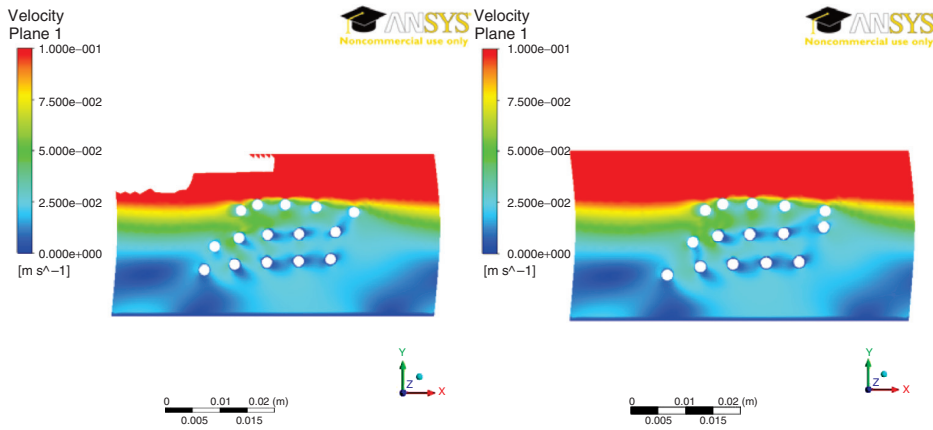 Velocity
Plane 1
1.000e−001
7.500e−002
5.000e−002
2.500e−002
0.000e+000
[m s^−1]
ANSYS
Noncommercial use only
Y
Z
X
0
0.01
0.02 (m)
0.005
0.015
Velocity
Plane 1
1.000e−001
7.500e−002
5.000e−002
2.500e−002
0.000e+000
[m s^−1]
ANSYS
Noncommercial use only
Y
Z
X
0
0.01
0.02 (m)
0.005
0.015